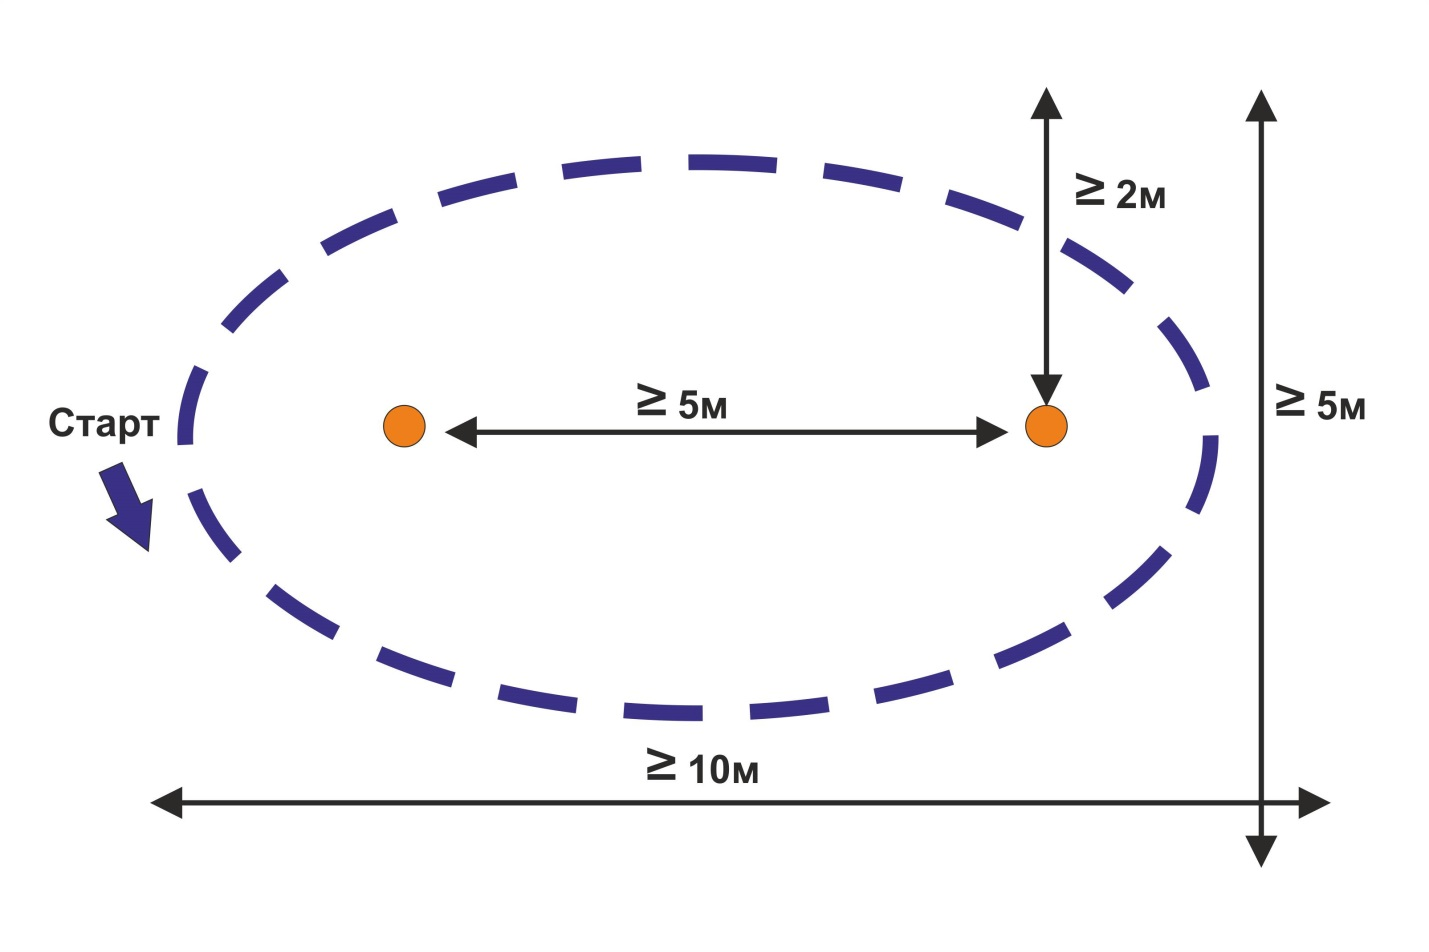 ≥ 2м
≥ 5м
≥ 5м
Старт
≥ 10м